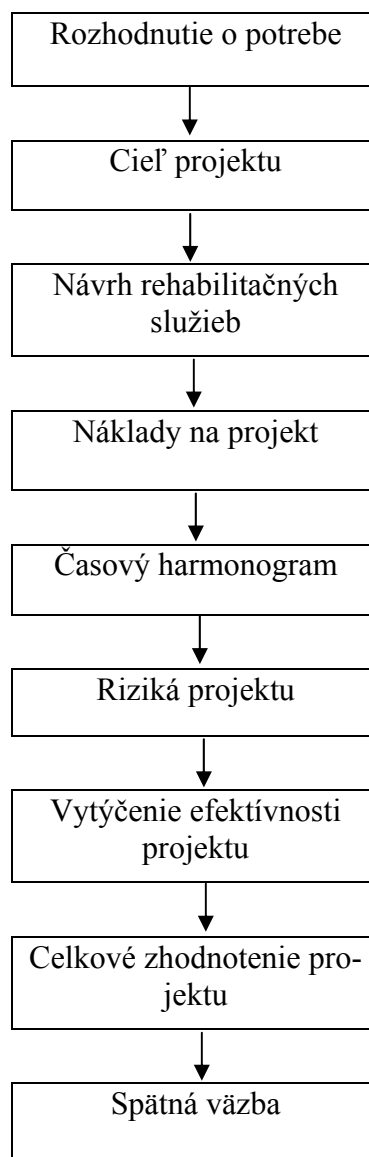 Rozhodnutie o potrebe
Cieľ projektu
Návrh rehabilitačných
služieb
Náklady na projekt
Časový harmonogram
Riziká projektu
Vytýčenie efektívnosti
projektu
Celkové zhodnotenie pro-
jektu
Spätná väzba